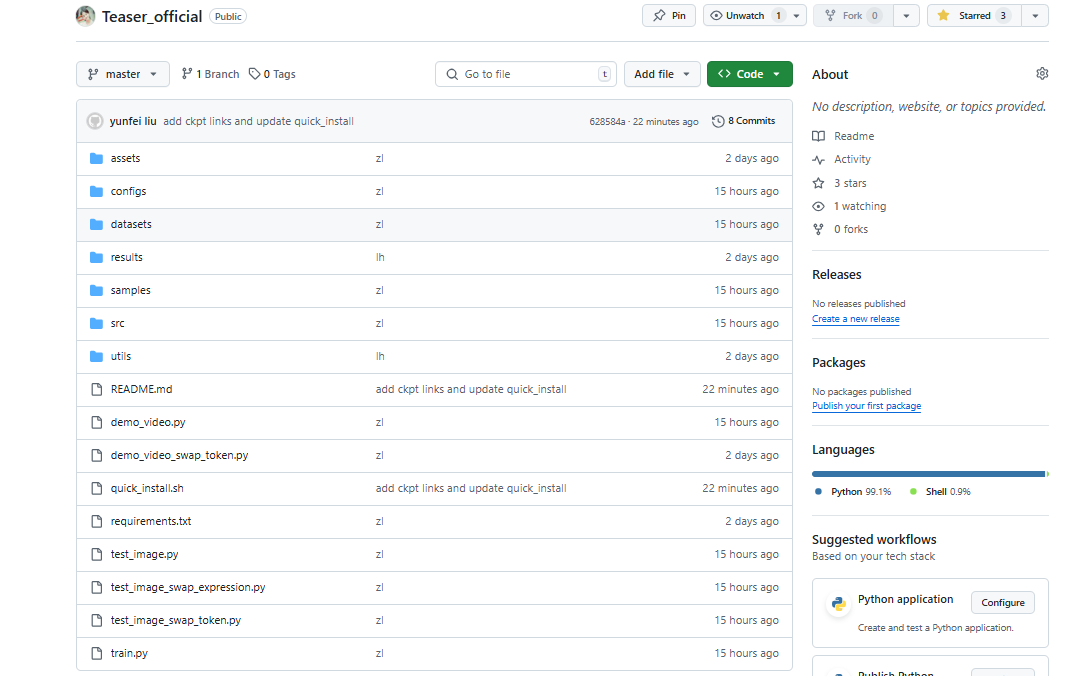 Teaser_official Public Pin Unwatch 1 Fork 0 Starred 3
master 1 Branch 0 Tags Go to file t Add file Code
yunfei liu add ckpt links and update quick_install 628584a · 22 minutes ago 8 Commits
assets zl 2 days ago
configs zl 15 hours ago
datasets zl 15 hours ago
results lh 2 days ago
samples zl 15 hours ago
src zl 15 hours ago
utils lh 2 days ago
README.md add ckpt links and update quick_install 22 minutes ago
demo_video.py zl 15 hours ago
demo_video_swap_token.py zl 2 days ago
quick_install.sh add ckpt links and update quick_install 22 minutes ago
requirements.txt zl 2 days ago
test_image.py zl 15 hours ago
test_image_swap_expression.py zl 15 hours ago
test_image_swap_token.py zl 15 hours ago
train.py zl 15 hours ago
About
No description, website, or topics provided.
Readme
Activity
3 stars
1 watching
0 forks
Releases
No releases published
Create a new release
Packages
No packages published
Publish your first package
Languages
Python 99.1% Shell 0.9%
Suggested workflows
Based on your tech stack
Python application Configure
Create and test a Python application.
Publish Python